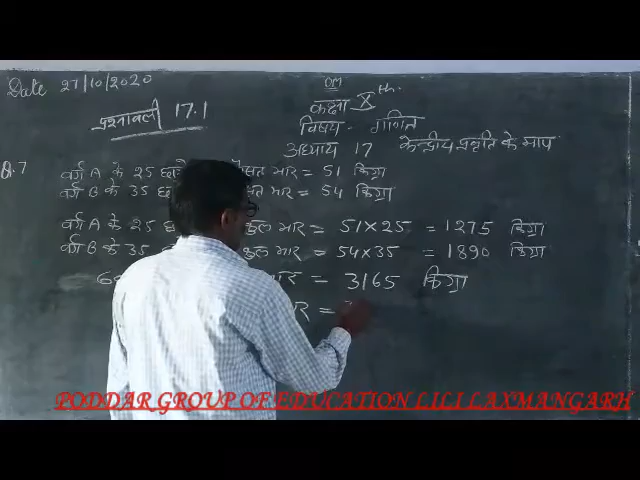 Date 27/10/2020
OM
कक्षा Xth
प्रश्नावली 17.1
विषय - गणित
अध्याय 17 केन्द्रीय प्रवृति के माप
Q.7 वर्ग A के 25 भार = 51 किग्रा
वर्ग B के 35 भार = 54 किग्रा
वर्ग A के 25 कुल भार = 51×25 = 1275 किग्रा
वर्ग B के 35 कुल भार = 54×35 = 1890 किग्रा
= 3165 किग्रा
=
PODDAR GROUP OF EDUCATION LILI LAXMANGARH